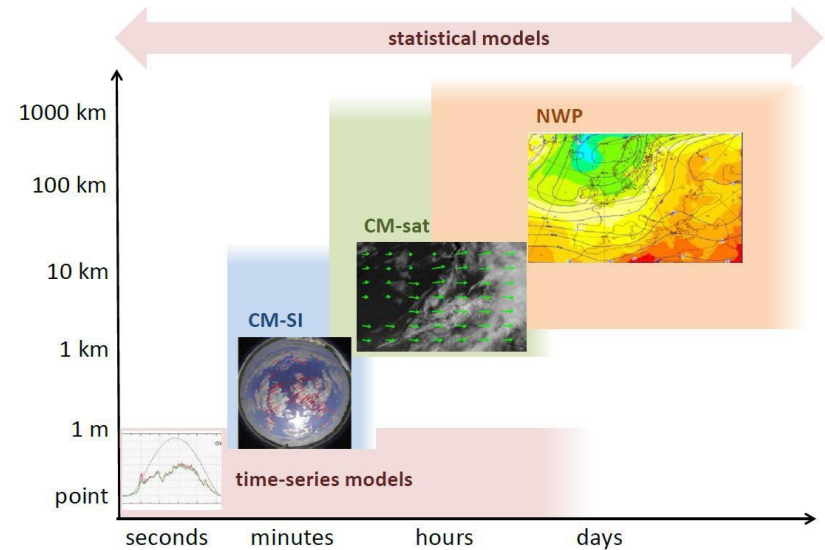 statistical models
1000 km
NWP
100 km
CM-sat
10 km
CM-SI
1 km
1 m
time-series models
point
seconds
minutes
hours
days